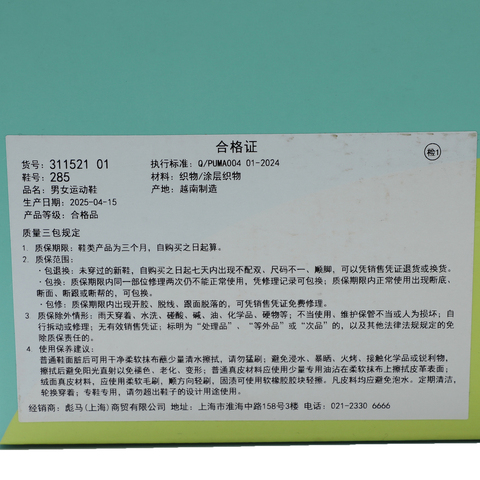 合格证
检1
货号: 311521 01 执行标准: Q/PUMA004 01-2024
鞋号: 285 材料: 织物/涂层织物
品名: 男女运动鞋 产地: 越南制造
生产日期: 2025-04-15
产品等级: 合格品
质量三包规定
1. 质保期限: 鞋类产品为三个月，自购买之日起算。
2. 质保范围:
·包退换: 未穿过的新鞋，自购买之日起七天内出现不配双、尺码不一、顺脚，可以凭销售凭证退货或换货。
·包换: 质保期限内同一部位修理两次仍不能正常使用，凭修理记录可包换; 质保期限内正常使用出现断底、
断面、断跟或断帮的，可包换。
·包修: 质保期限内出现开胶、脱线、跟面脱落的，可凭销售凭证免费修理。
3. 质保除外情形: 雨天穿着，水洗、碰酸、碱、油、化学品、硬物等; 不当使用、维护保管不当或人为损坏; 自
行拆动或修理; 无有效销售凭证; 标明为“处理品”、“等外品”或“次品”的，以及其他法律法规规定的免
除质保责任的。
4. 使用保养建议:
普通鞋面脏后可用干净柔软抹布蘸少量清水擦拭，请勿猛刷; 避免浸水、暴晒、火烤、接触化学品或锐利物，
擦拭后避免阳光直射以免褪色、老化、变形; 普通真皮材料应使用少量专用油沾在柔软抹布上擦拭皮革表面;
绒面真皮材料，应使用柔软毛刷，顺方向轻刷，固渍可使用软橡胶胶块轻擦，凡皮料均应避免泡水。定期清洁，
轮换穿着; 专鞋专用，请勿超出鞋子的设计用途使用。
经销商: 彪马(上海)商贸有限公司 地址: 上海市淮海中路158号3楼 电话: 021-2330 6666